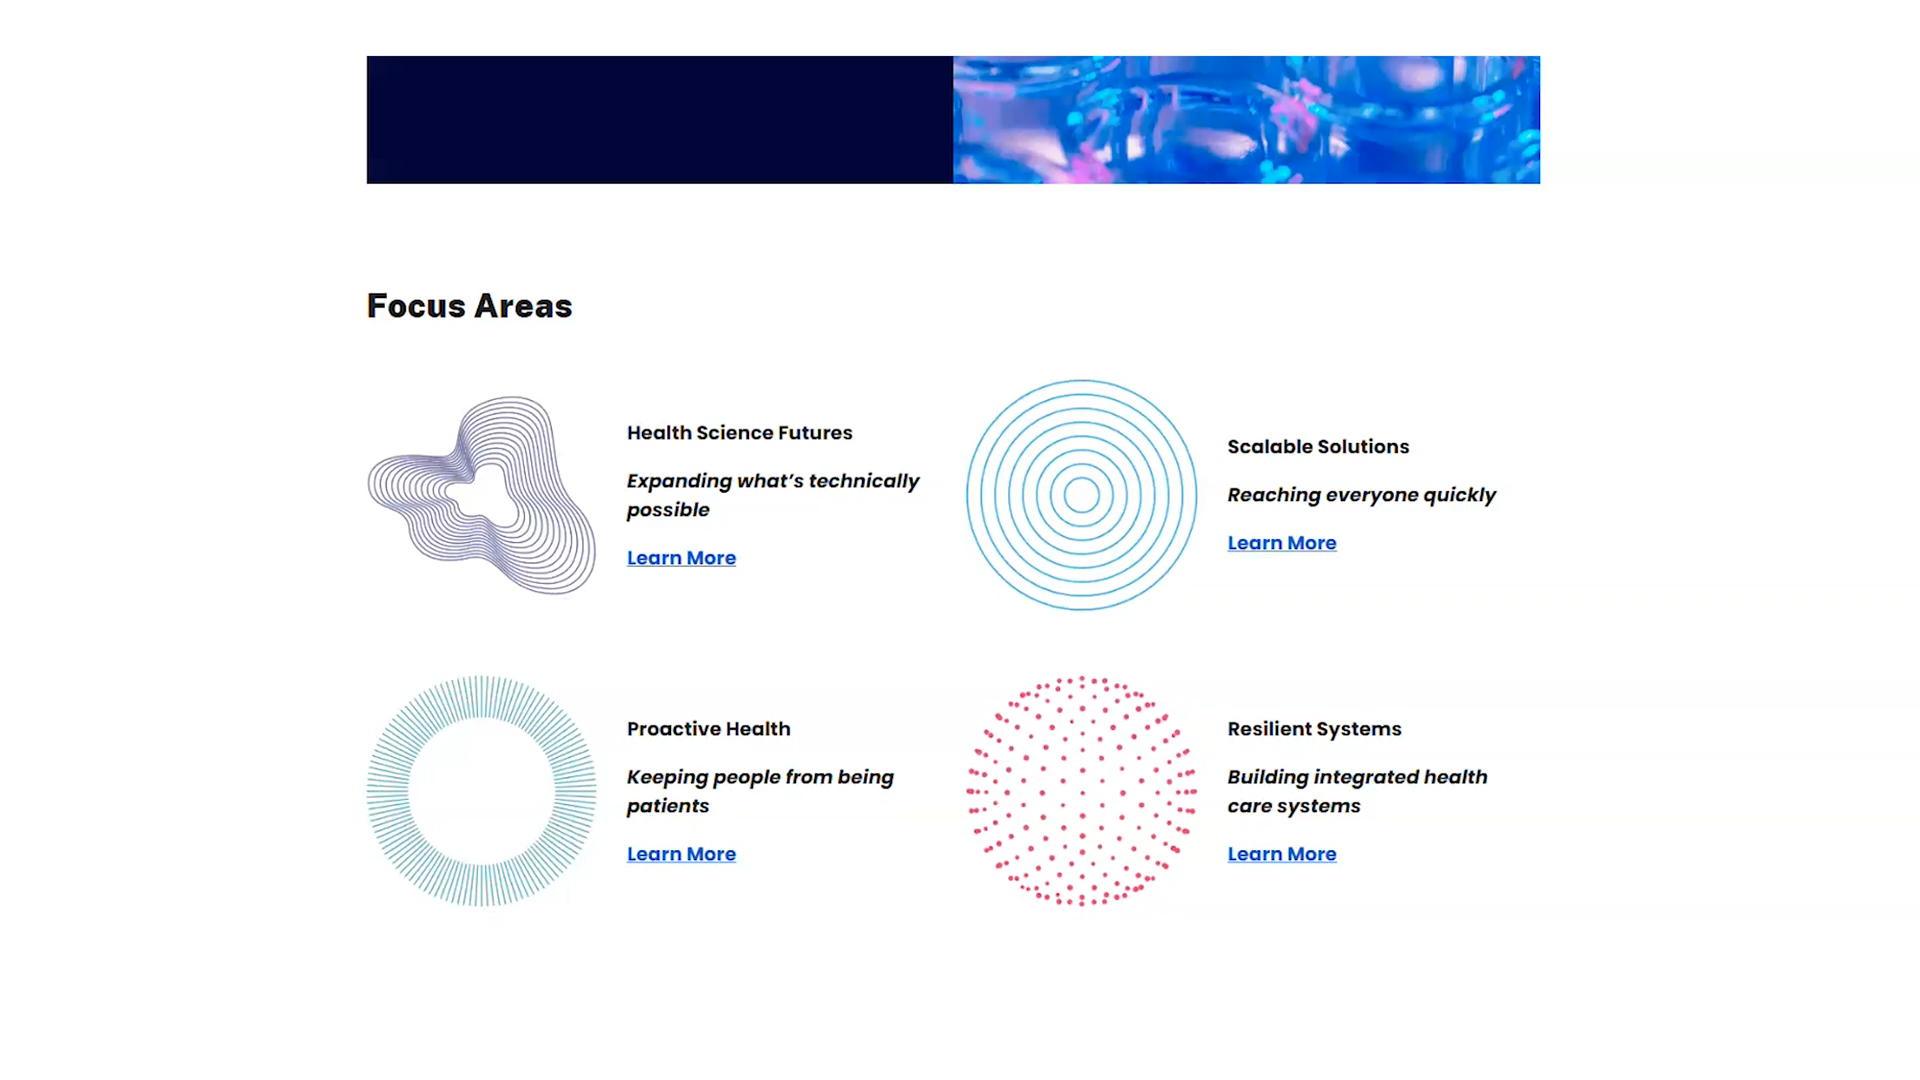 Focus Areas
Health Science Futures
Expanding what’s technically
possible
Learn More
Scalable Solutions
Reaching everyone quickly
Learn More
Proactive Health
Keeping people from being
patients
Learn More
Resilient Systems
Building integrated health
care systems
Learn More